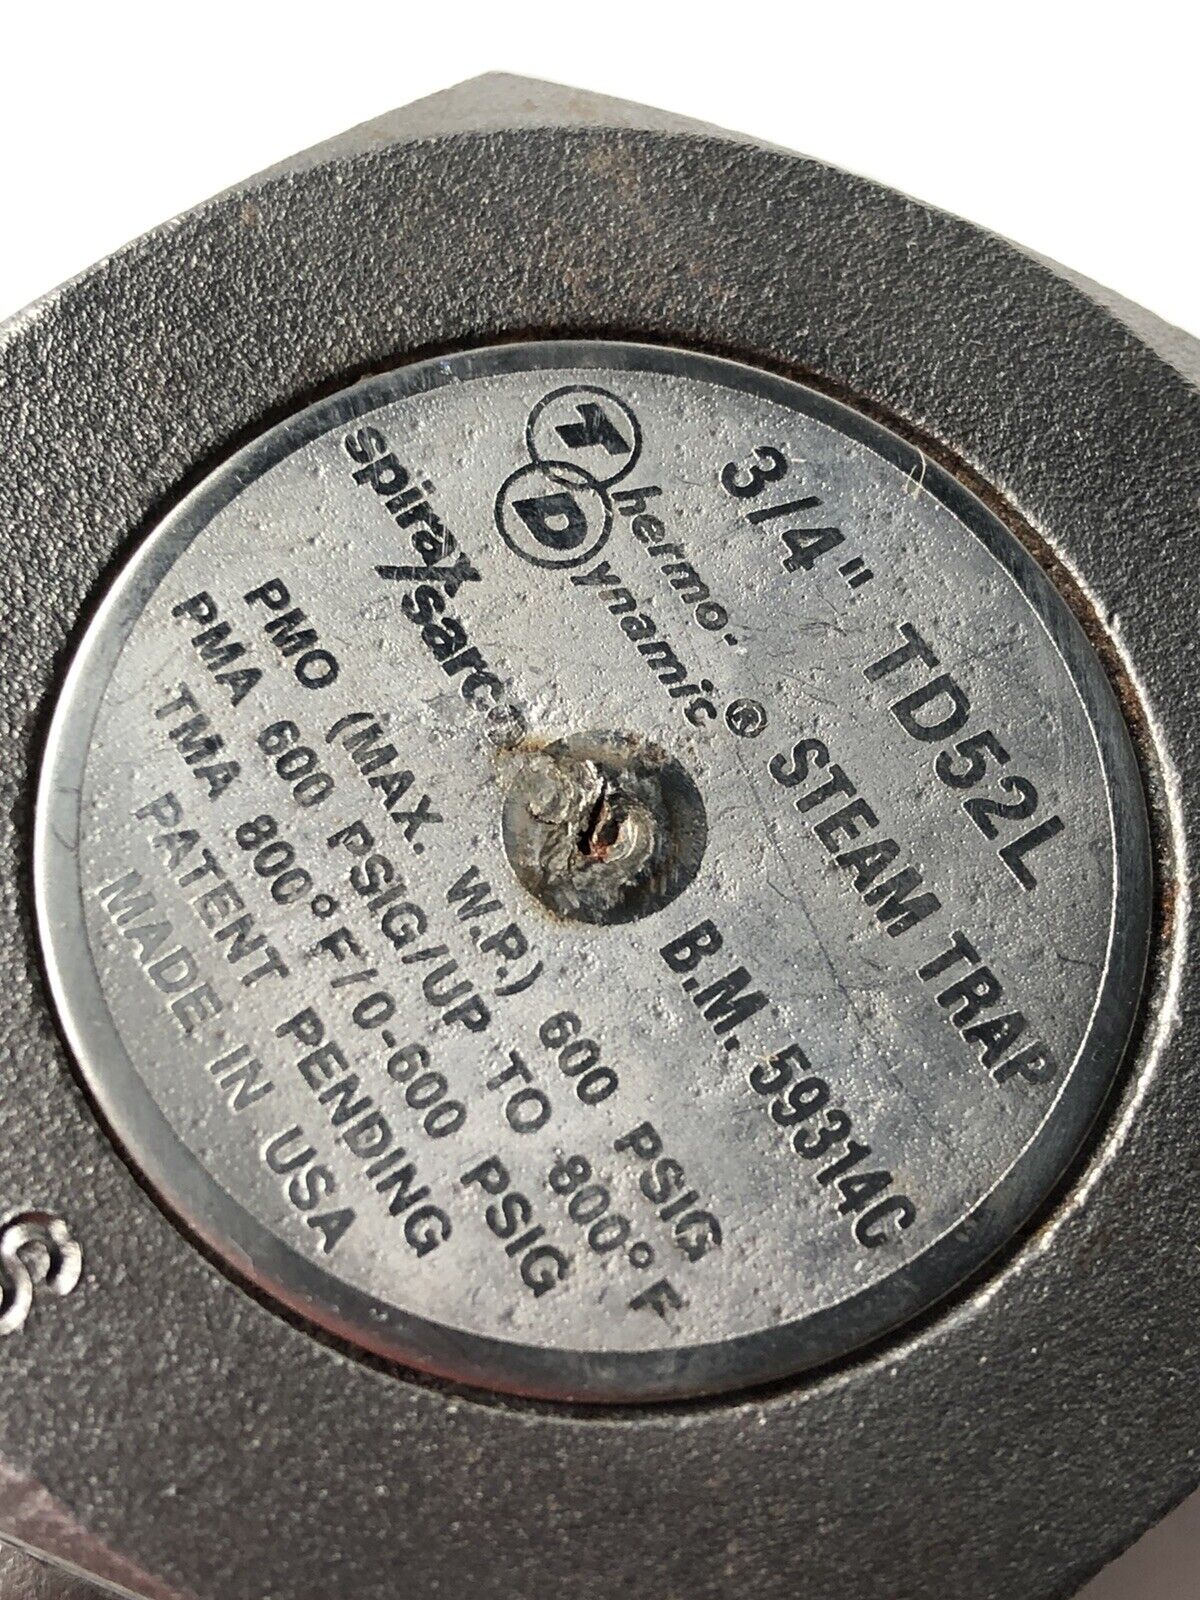 3/4" TD52L
Thermo-
Dynamic® STEAM TRAP
spirax sarco B.M. 59314C
PMO (MAX. W.P.) 600 PSIG
PMA 600 PSIG/UP TO 800°F
TMA 800°F/0-600 PSIG
PATENT PENDING
MADE IN USA